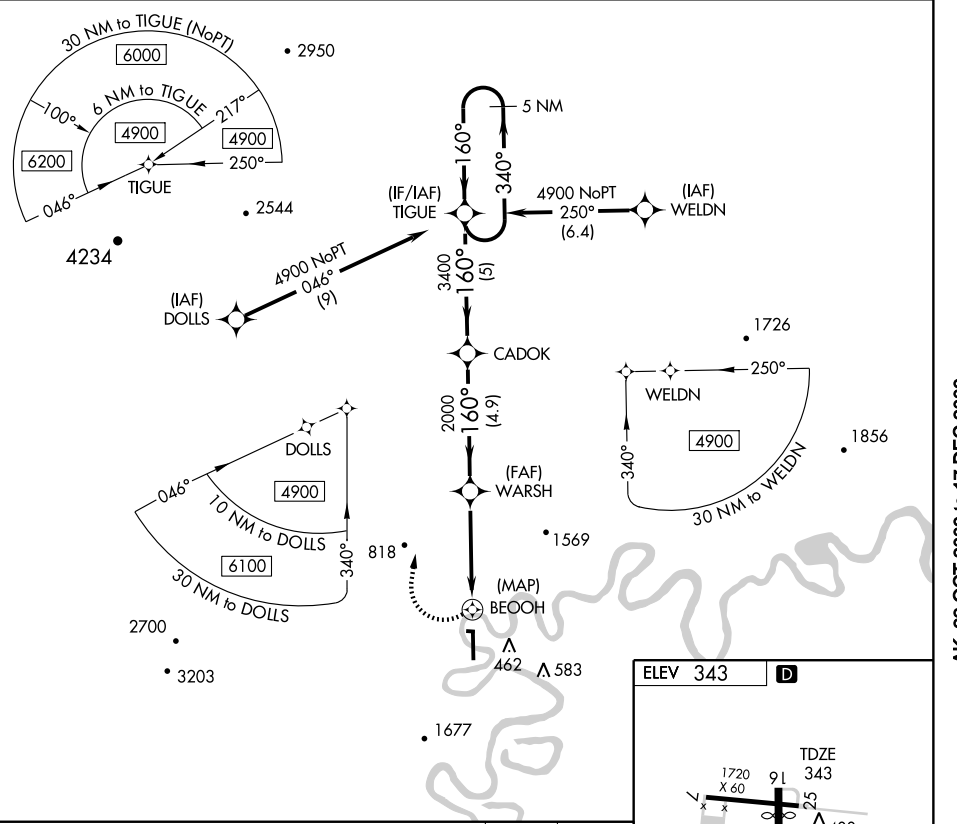 30 NM to TIGUE (NoPT)
6000
2950
6 NM to TIGUE
100°
217°
4900
4900
6200
250°
TIGUE
046°
2544
4234
5 NM
160°
340°
(IF/IAF)
TIGUE
4900 NoPT
250°
(6.4)
(IAF)
WELDN
4900 NoPT
046°
(9)
(IAF)
DOLLS
3400
160°
(5)
CADOK
2000
160°
(4.9)
(FAF)
WARSH
1726
250°
WELDN
4900
340°
30 NM to WELDN
1856
DOLLS
046°
4900
10 NM to DOLLS
340°
6100
30 NM to DOLLS
818
1569
(MAP)
BEOOH
2700
3203
462
583
1677
ELEV 343
D
TDZE
343
1720
X 60
16
7
25
x x